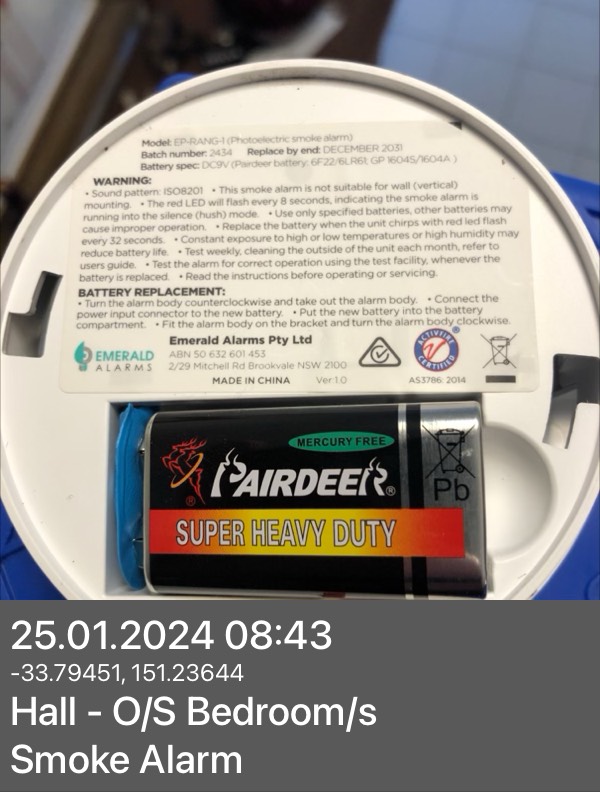 Model: EP-RANG-1 (Photoelectric smoke alarm)
Batch number: 2434 Replace by end: DECEMBER 2031
Battery spec: DC9V (Pairdeer battery: 6F22/6LR61; GP 1604S/1604A )
WARNING:
• Sound pattern: ISO8201 • This smoke alarm is not suitable for wall (vertical)
mounting. • The red LED will flash every 8 seconds, indicating the smoke alarm is
running into the silence (hush) mode. • Use only specified batteries, other batteries may
cause improper operation. • Replace the battery when the unit chirps with red led flash
every 32 seconds. • Constant exposure to high or low temperatures or high humidity may
reduce battery life. • Test weekly, cleaning the outside of the unit each month, refer to
users guide. • Test the alarm for correct operation using the test facility, whenever the
battery is replaced. • Read the instructions before operating or servicing.
BATTERY REPLACEMENT:
• Turn the alarm body counterclockwise and take out the alarm body. • Connect the
power input connector to the new battery. • Put the new battery into the battery
compartment. • Fit the alarm body on the bracket and turn the alarm body clockwise.
EMERALD
ALARMS
Emerald Alarms Pty Ltd
ABN 50 632 601 453
2/29 Mitchell Rd Brookvale NSW 2100
MADE IN CHINA Ver:1.0
ACTIVFIRE
CERTIFIED
AS3786: 2014
MERCURY FREE
PAIRDEER®
SUPER HEAVY DUTY
Pb
25.01.2024 08:43
-33.79451, 151.23644
Hall - O/S Bedroom/s
Smoke Alarm